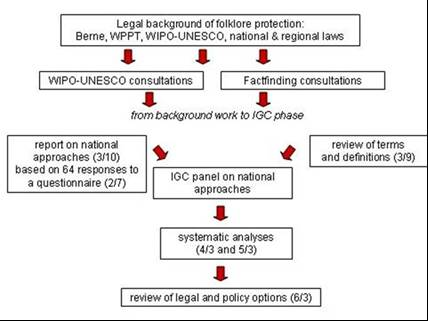 Legal background of folklore protection:
Berne, WPPT, WIPO-UNESCO, national & regional laws
WIPO-UNESCO consultations
Factfinding consultations
from background work to IGC phase
report on national
approaches (3/10)
based on 64 responses to
a questionnaire (2/7)
review of terms
and definitions (3/9)
IGC panel on national
approaches
systematic analyses
(4/3 and 5/3)
review of legal and policy options (6/3)